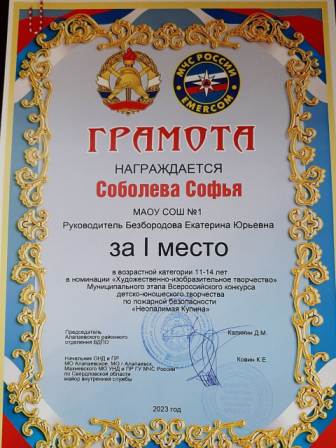 МЧС РОССИИ
EMERCOM
ГРАМОТА
НАГРАЖДАЕТСЯ
Соболева Софья
МАОУ СОШ №1
Руководитель Безбородова Екатерина Юрьевна
за I место
в возрастной категории 11-14 лет
в номинации «Художественно-изобразительное творчество»
Муниципального этапа Всероссийского конкурса
детско-юношеского творчества
по пожарной безопасности
«Неопалимая Купина»
Председатель
Алапаевского районного
отделения ВДПО
Калинин Д.М.
Начальник ОНД и ПР
МО Алапаевское, МО г.Алапаевск,
Махневского МО УНД и ПР ГУ МЧС России
по Свердловской области
майор внутренней службы
Ковин К.Е.
2023 год